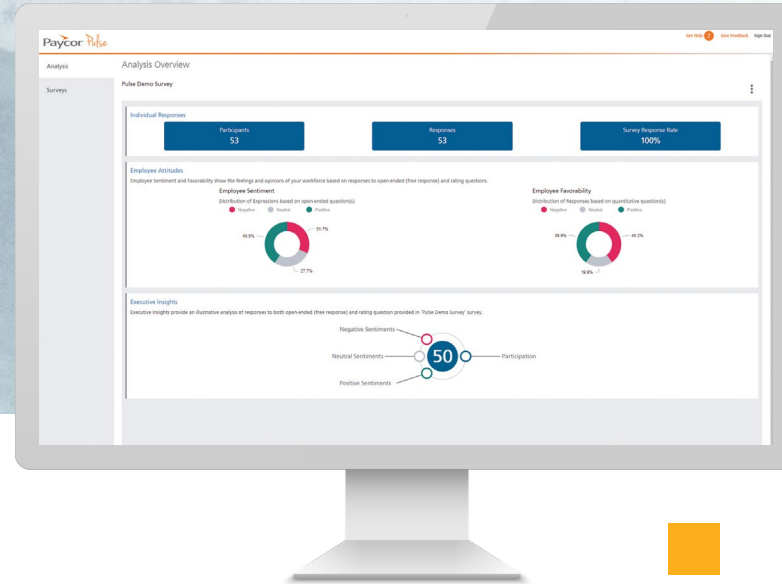 Paycor Pulse
Get Help ? Give Feedback Sign Out
Analysis
Surveys
Analysis Overview
Pulse Demo Survey
Individual Responses
Participants
53
Responses
53
Survey Response Rate
100%
Employee Attitudes
Employee Sentiment and Favorability show the feelings and opinions of your workforce based on responses to open-ended (free response) and rating questions.
Employee Sentiment
Distribution of Expressions based on open-ended question(s)
Negative Neutral Positive
31.7%
40.6%
27.7%
Employee Favorability
Distribution of Responses based on quantitative question(s)
Negative Neutral Positive
39.9%
40.2%
19.9%
Executive Insights
Executive Insights provide an illustrative analysis of responses to both open-ended (free response) and rating question provided in 'Pulse Demo Survey' survey.
Negative Sentiments
Neutral Sentiments
50
Participation
Positive Sentiments